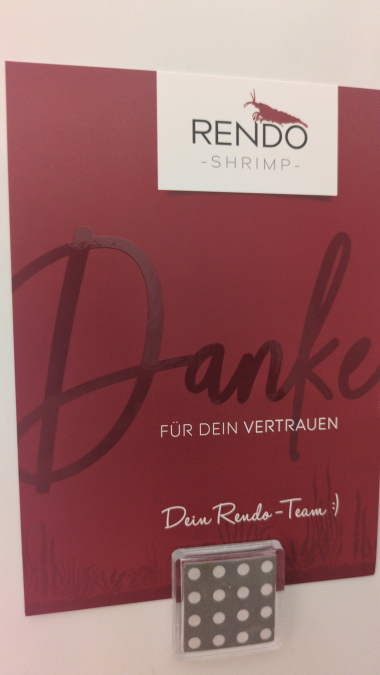 RENDO
-SHRIMP-
Danke
FÜR DEIN VERTRAUEN
Dein Rendo-Team :)